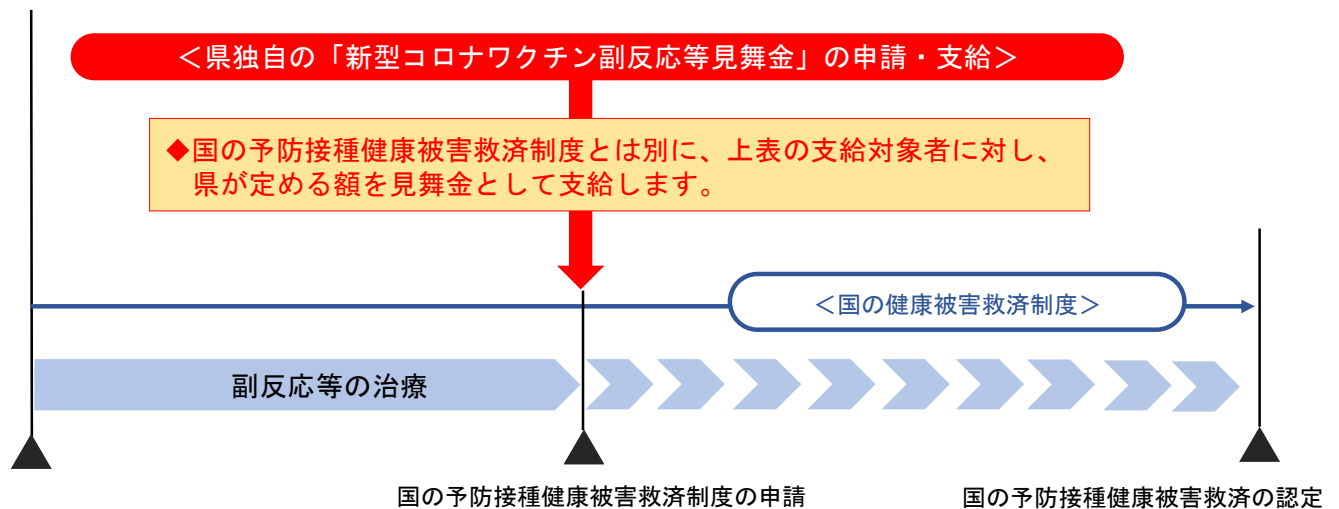 ＜県独自の「新型コロナワクチン副反応等見舞金」の申請・支給＞
◆国の予防接種健康被害救済制度とは別に、上表の支給対象者に対し、
県が定める額を見舞金として支給します。
＜国の健康被害救済制度＞
副反応等の治療
国の予防接種健康被害救済制度の申請
国の予防接種健康被害救済の認定